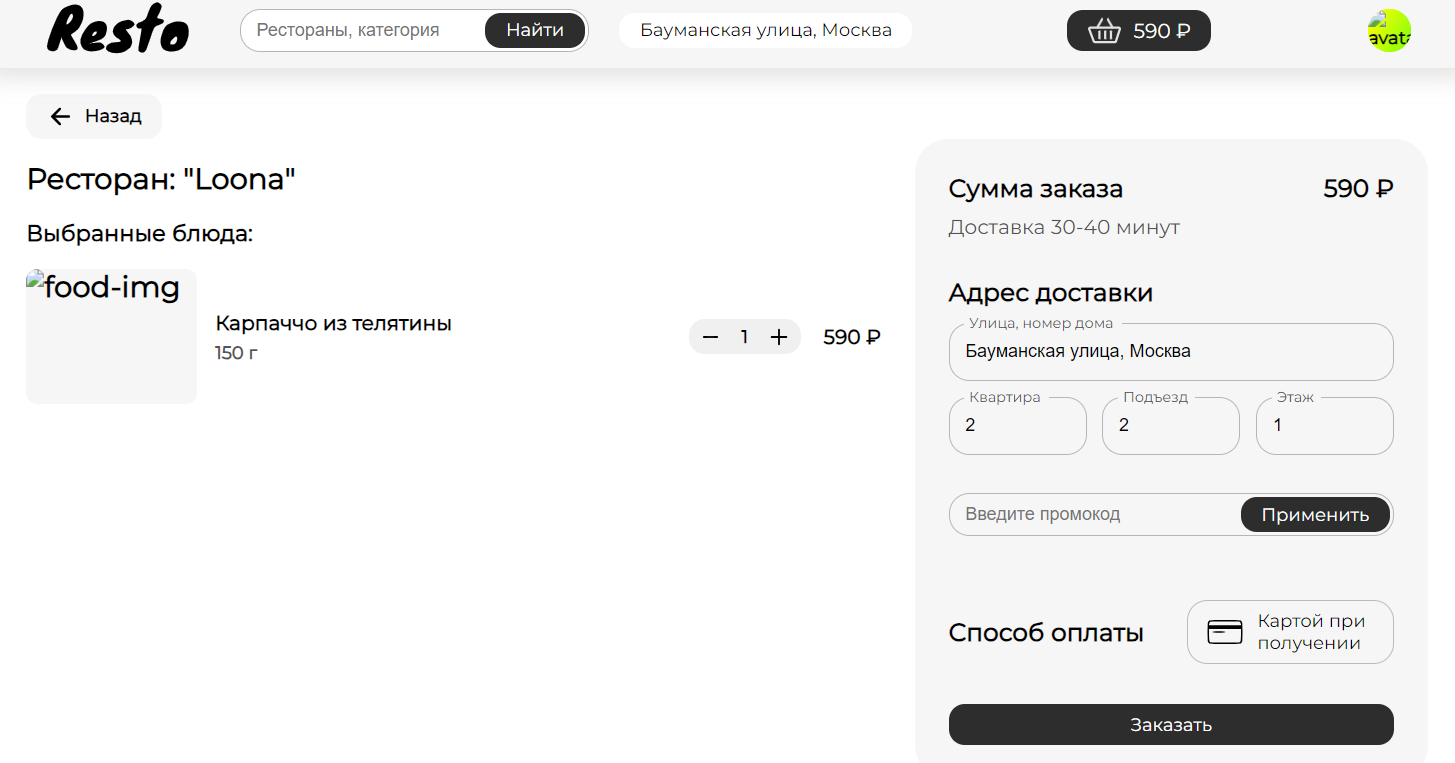 Resto
Рестораны, категория
Найти
Бауманская улица, Москва
590 ₽
avata
Назад
Ресторан: "Loona"
Выбранные блюда:
food-img
Карпаччо из телятины
150 г
1
590 ₽
Сумма заказа
590 ₽
Доставка 30-40 минут
Адрес доставки
Улица, номер дома
Бауманская улица, Москва
Квартира
2
Подъезд
2
Этаж
1
Введите промокод
Применить
Способ оплаты
Картой при
получении
Заказать